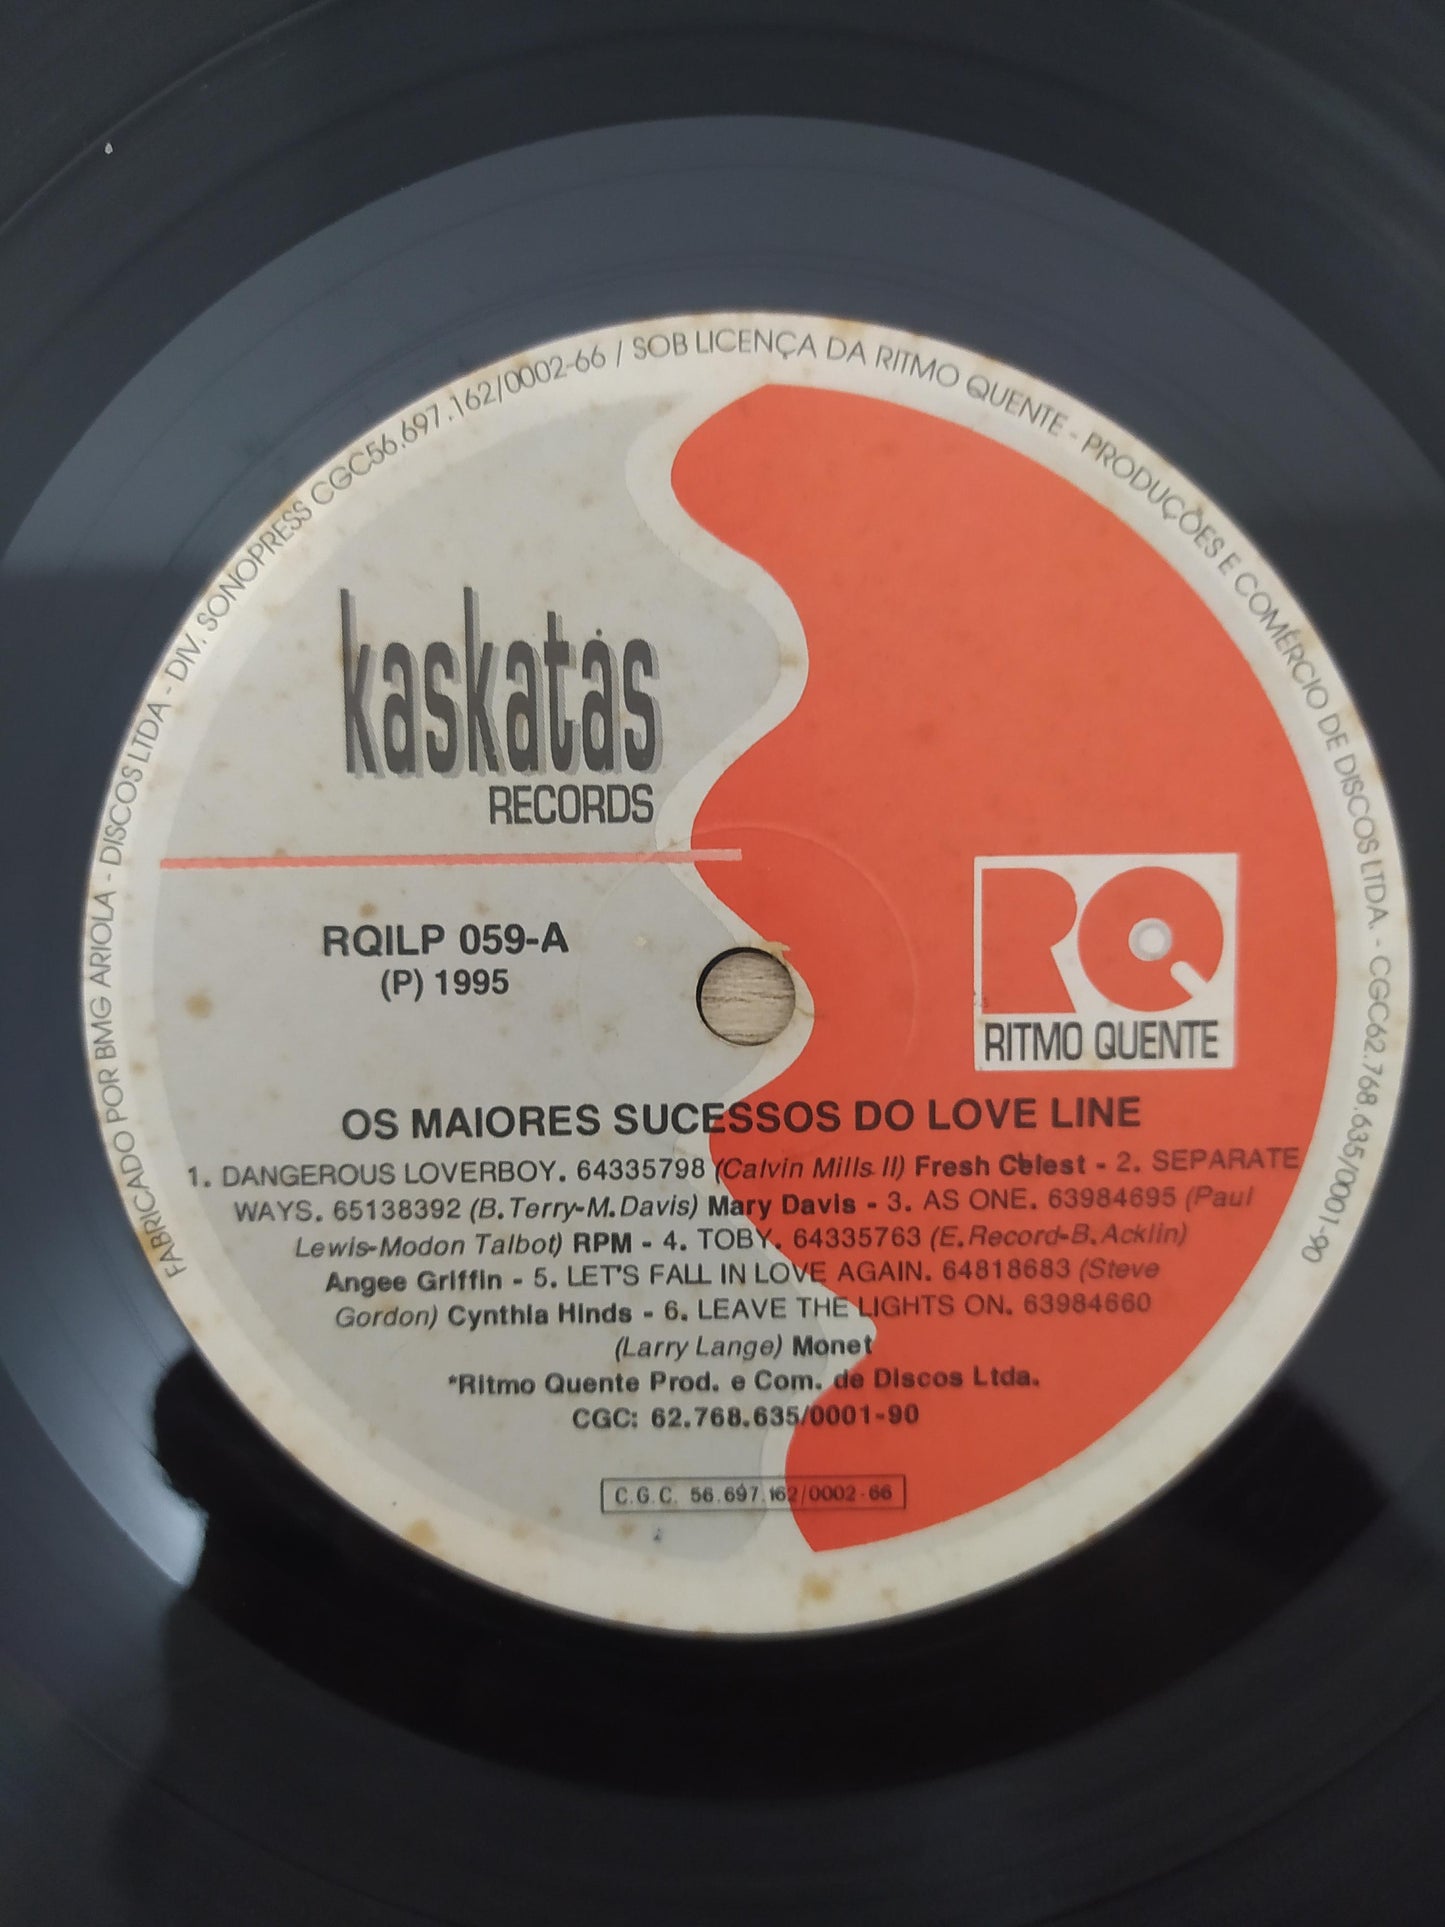 FABRICADO POR BMG ARIOLA - DISCOS LTDA - DIV. SONOPRESS CGC56.697.162/0002-66 / SOB LICENÇA DA RITMO QUENTE - PRODUÇÕES E COMÉRCIO DE DISCOS LTDA. - CGC62.768.635/0001-90
kaskatás
RECORDS
RQILP 059-A
(P) 1995
RQ
RITMO QUENTE
OS MAIORES SUCESSOS DO LOVE LINE
1. DANGEROUS LOVERBOY. 64335798 (Calvin Mills II) Fresh Celest - 2. SEPARATE
WAYS. 65138392 (B.Terry-M.Davis) Mary Davis - 3. AS ONE. 63984695 (Paul
Lewis-Modon Talbot) RPM - 4. TOBY. 64335763 (E.Record-B.Acklin)
Angee Griffin - 5. LET'S FALL IN LOVE AGAIN. 64818683 (Steve
Gordon) Cynthia Hinds - 6. LEAVE THE LIGHTS ON. 63984660
(Larry Lange) Monet
*Ritmo Quente Prod. e Com. de Discos Ltda.
CGC: 62.768.635/0001-90
C.G.C. 56.697.162/0002-66